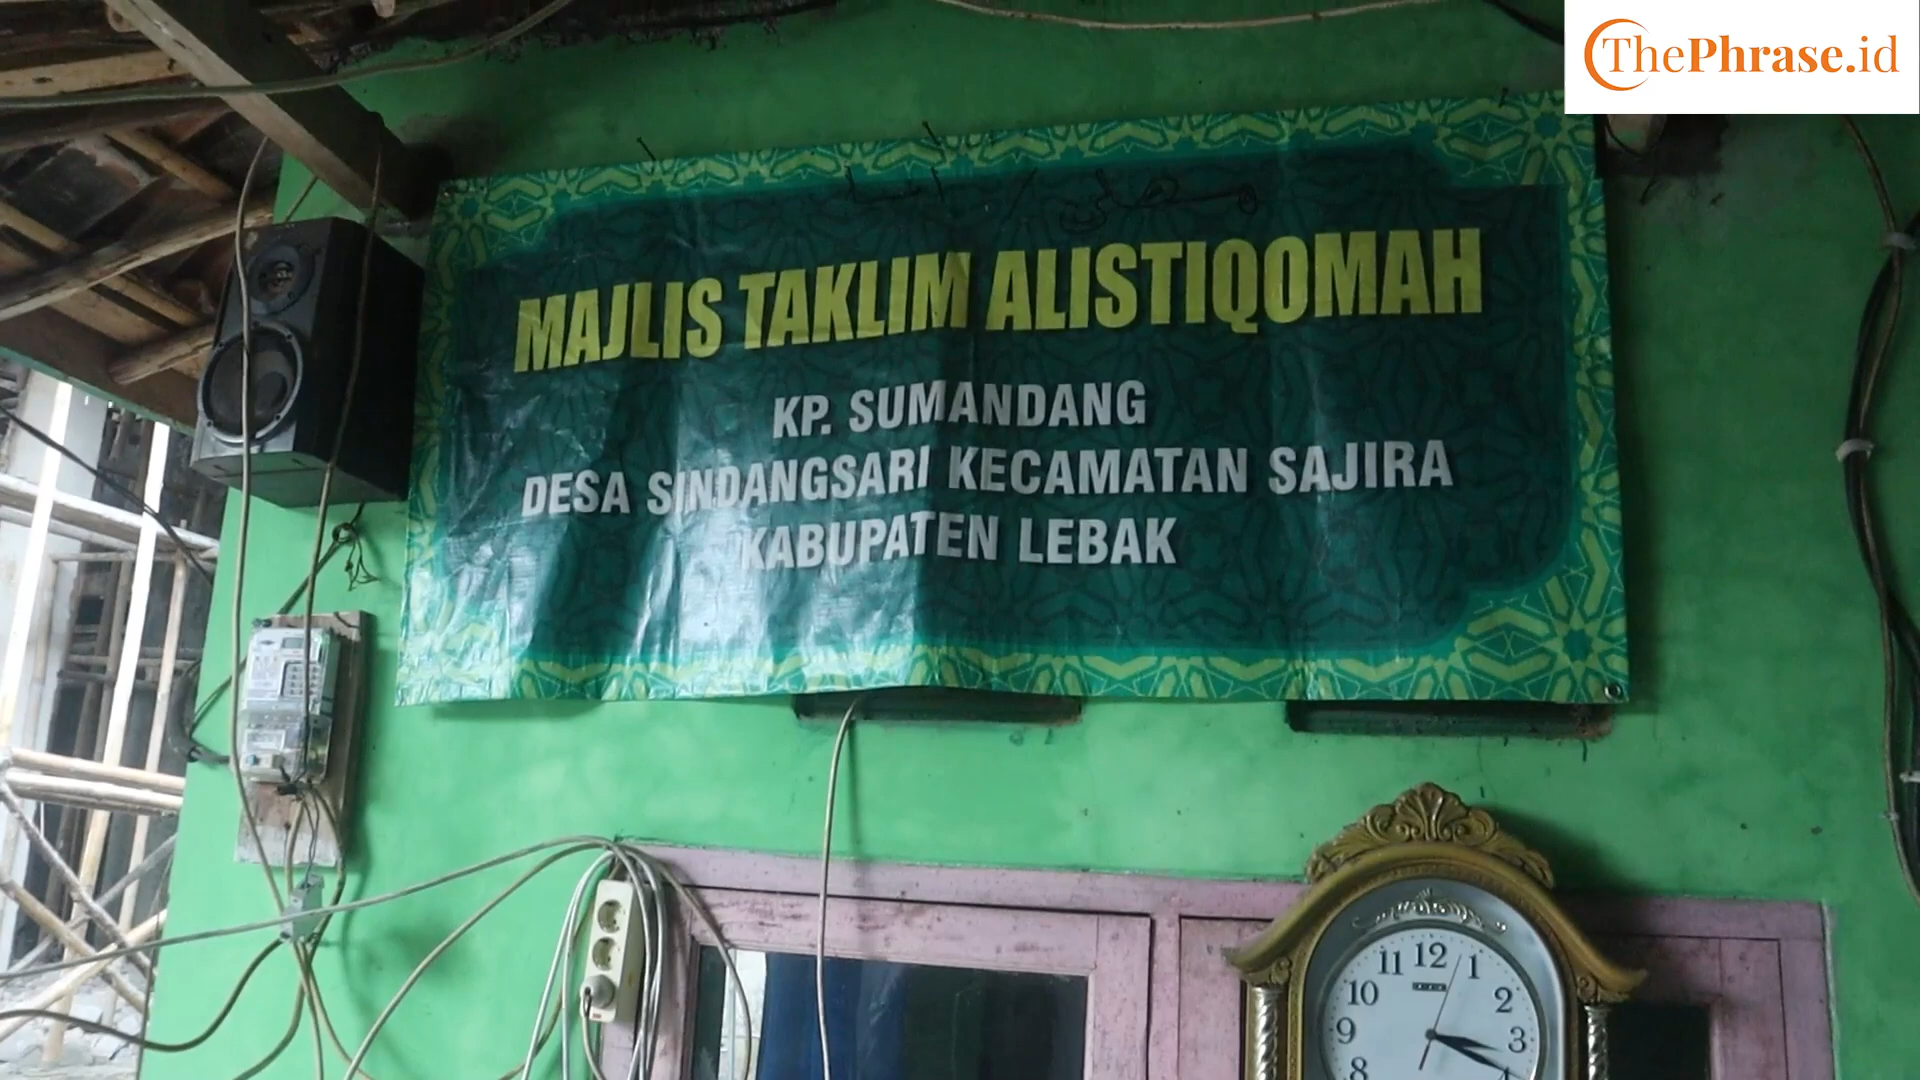 ThePhrase.id
MAJLIS TAKLIM ALISTIQOMAH
KP. SUMANDANG
DESA SINDANGSARI KECAMATAN SAJIRA
KABUPATEN LEBAK
11 12 1
10 2
9 3
8 4